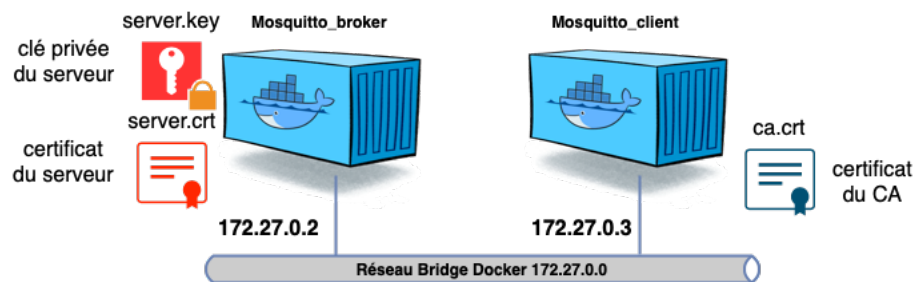 server.key
clé privée
du serveur
Mosquitto_broker
Mosquitto_client
server.crt
certificat
du serveur
ca.crt
certificat
du CA
172.27.0.2
172.27.0.3
Réseau Bridge Docker 172.27.0.0